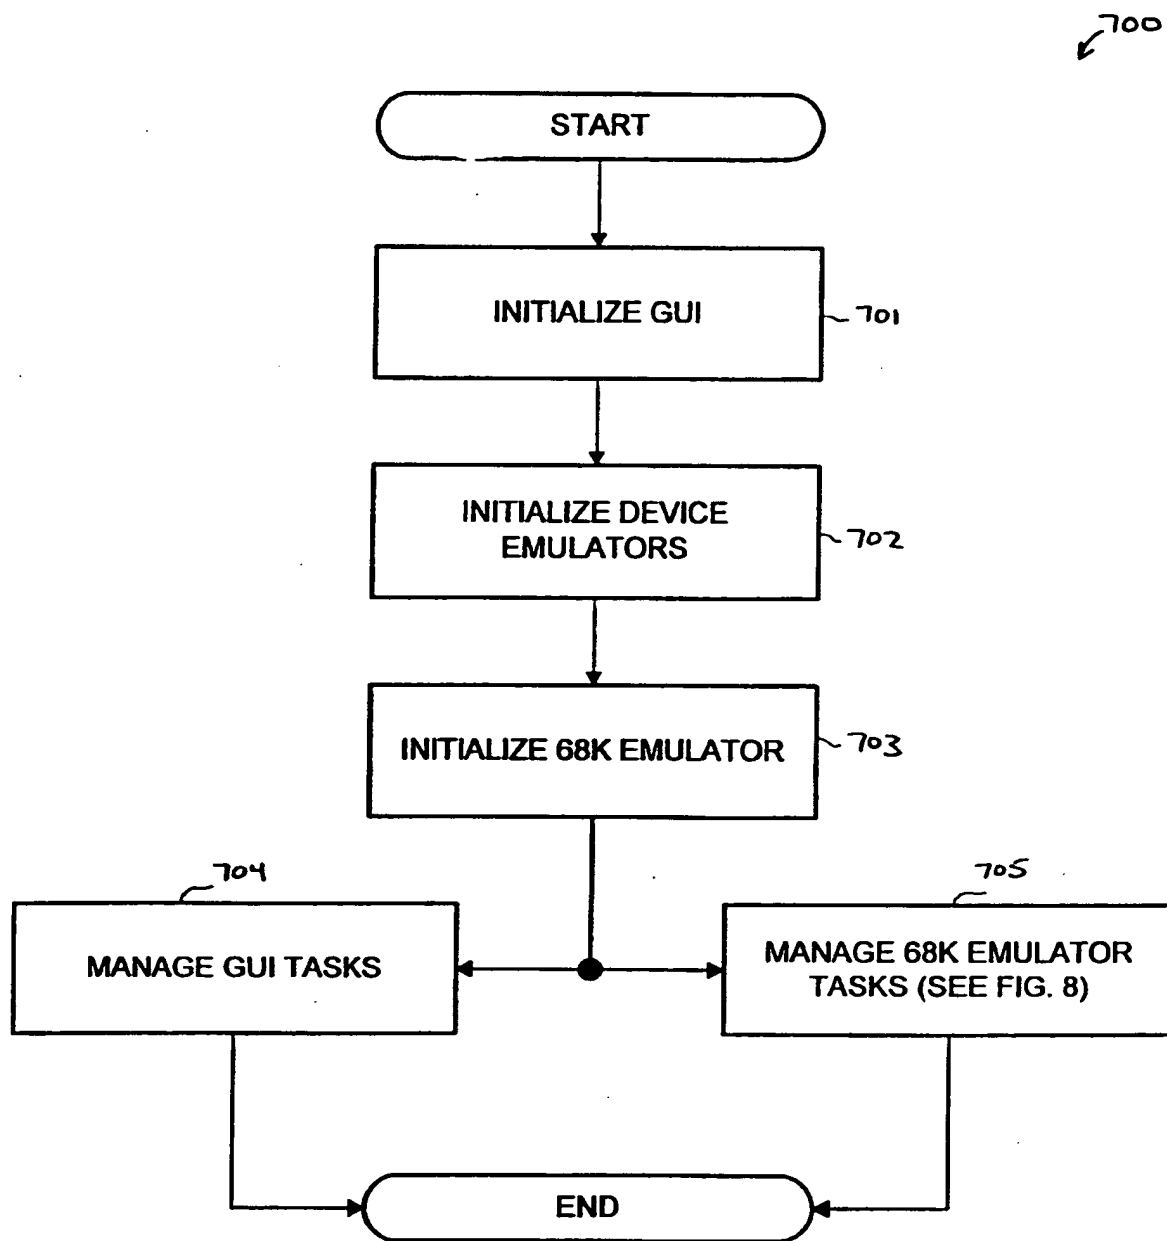 700
START
INITIALIZE GUI
701
INITIALIZE DEVICE
EMULATORS
702
INITIALIZE 68K EMULATOR
703
704
705
MANAGE GUI TASKS
MANAGE 68K EMULATOR
TASKS (SEE FIG. 8)
END